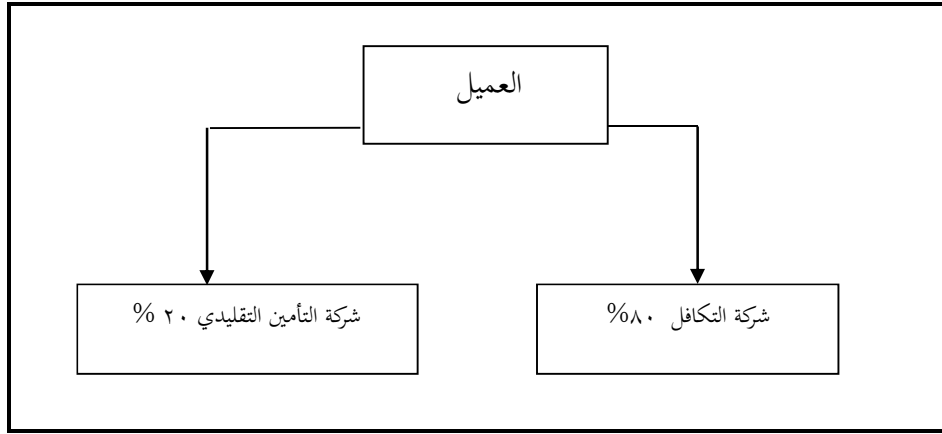 العميل
شركة التكافل ٨٠%
شركة التأمين التقليدي ٢٠ %